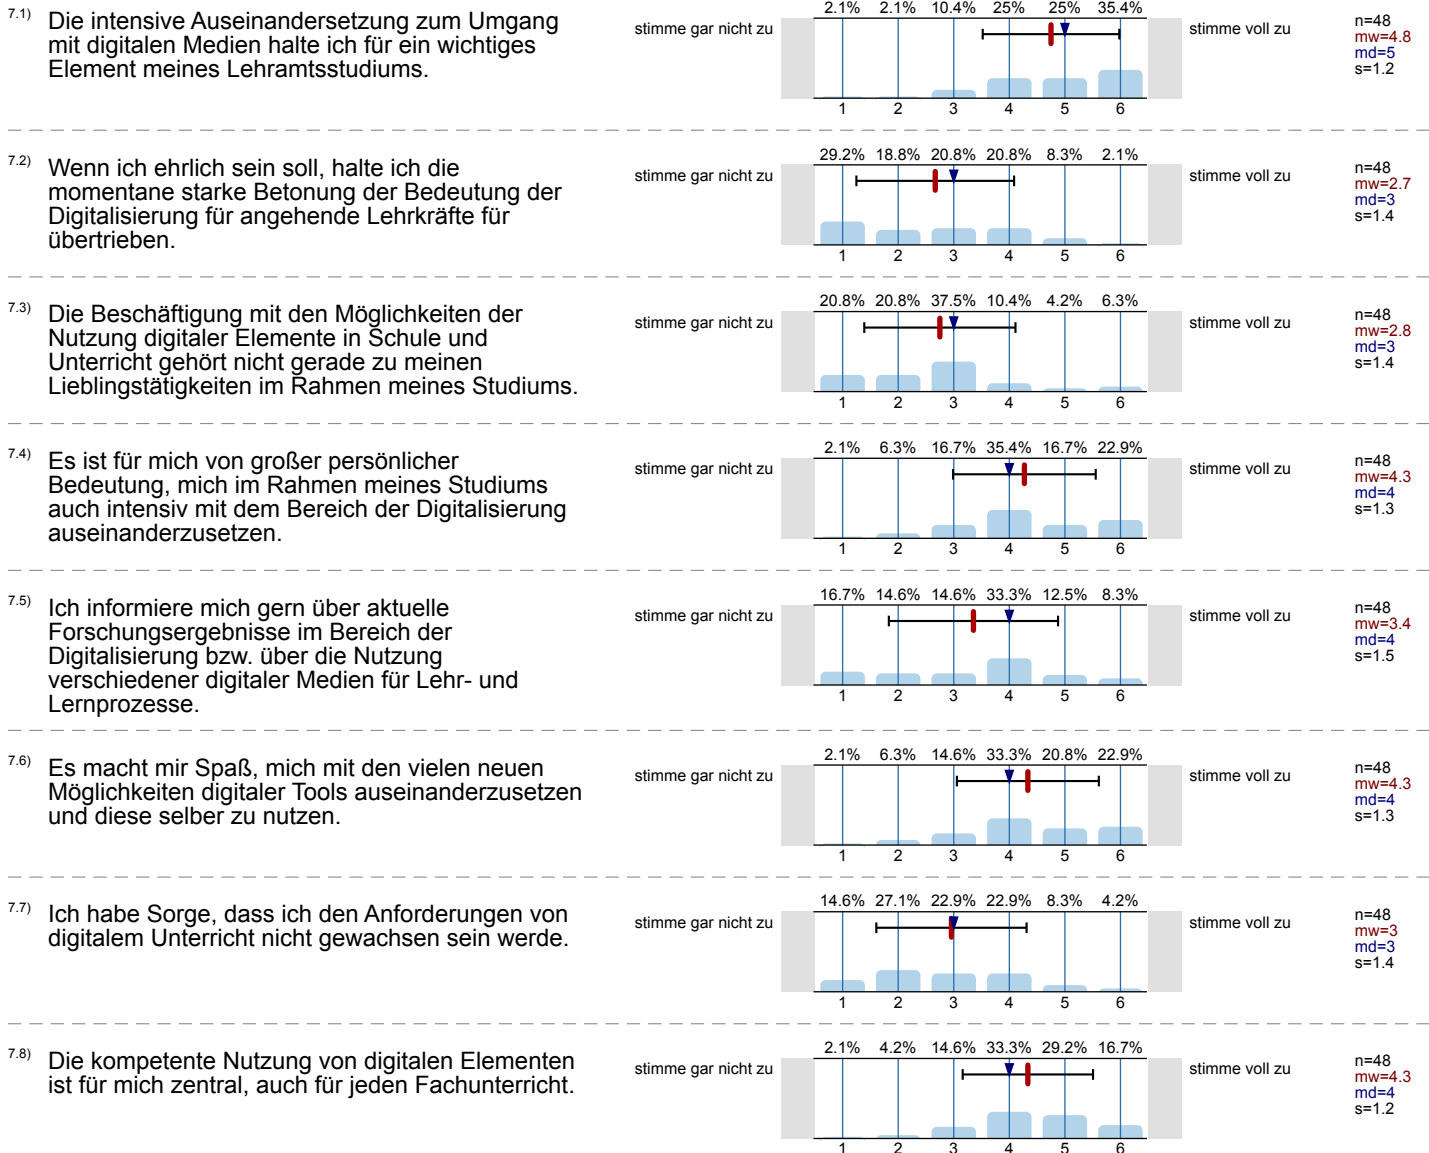 7.1) Die intensive Auseinandersetzung zum Umgang
mit digitalen Medien halte ich für ein wichtiges
Element meines Lehramtsstudiums.
stimme gar nicht zu
2.1% 2.1% 10.4% 25% 25% 35.4%
1 2 3 4 5 6
stimme voll zu
n=48
mw=4.8
md=5
s=1.2
7.2) Wenn ich ehrlich sein soll, halte ich die
momentane starke Betonung der Bedeutung der
Digitalisierung für angehende Lehrkräfte für
übertrieben.
stimme gar nicht zu
29.2% 18.8% 20.8% 20.8% 8.3% 2.1%
1 2 3 4 5 6
stimme voll zu
n=48
mw=2.7
md=3
s=1.4
7.3) Die Beschäftigung mit den Möglichkeiten der
Nutzung digitaler Elemente in Schule und
Unterricht gehört nicht gerade zu meinen
Lieblingstätigkeiten im Rahmen meines Studiums.
stimme gar nicht zu
20.8% 20.8% 37.5% 10.4% 4.2% 6.3%
1 2 3 4 5 6
stimme voll zu
n=48
mw=2.8
md=3
s=1.4
7.4) Es ist für mich von großer persönlicher
Bedeutung, mich im Rahmen meines Studiums
auch intensiv mit dem Bereich der Digitalisierung
auseinanderzusetzen.
stimme gar nicht zu
2.1% 6.3% 16.7% 35.4% 16.7% 22.9%
1 2 3 4 5 6
stimme voll zu
n=48
mw=4.3
md=4
s=1.3
7.5) Ich informiere mich gern über aktuelle
Forschungsergebnisse im Bereich der
Digitalisierung bzw. über die Nutzung
verschiedener digitaler Medien für Lehr- und
Lernprozesse.
stimme gar nicht zu
16.7% 14.6% 14.6% 33.3% 12.5% 8.3%
1 2 3 4 5 6
stimme voll zu
n=48
mw=3.4
md=4
s=1.5
7.6) Es macht mir Spaß, mich mit den vielen neuen
Möglichkeiten digitaler Tools auseinanderzusetzen
und diese selber zu nutzen.
stimme gar nicht zu
2.1% 6.3% 14.6% 33.3% 20.8% 22.9%
1 2 3 4 5 6
stimme voll zu
n=48
mw=4.3
md=4
s=1.3
7.7) Ich habe Sorge, dass ich den Anforderungen von
digitalem Unterricht nicht gewachsen sein werde.
stimme gar nicht zu
14.6% 27.1% 22.9% 22.9% 8.3% 4.2%
1 2 3 4 5 6
stimme voll zu
n=48
mw=3
md=3
s=1.4
7.8) Die kompetente Nutzung von digitalen Elementen
ist für mich zentral, auch für jeden Fachunterricht.
stimme gar nicht zu
2.1% 4.2% 14.6% 33.3% 29.2% 16.7%
1 2 3 4 5 6
stimme voll zu
n=48
mw=4.3
md=4
s=1.2